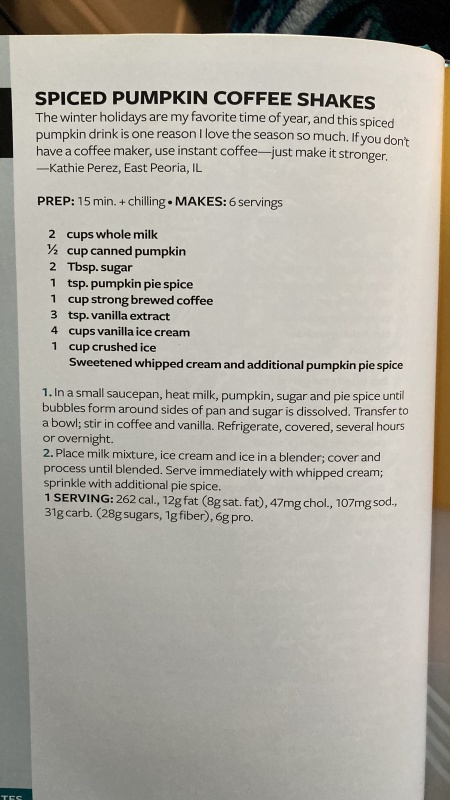 SPICED PUMPKIN COFFEE SHAKES
The winter holidays are my favorite time of year, and this spiced
pumpkin drink is one reason I love the season so much. If you don't
have a coffee maker, use instant coffee—just make it stronger.
—Kathie Perez, East Peoria, IL
PREP: 15 min. + chilling • MAKES: 6 servings
2 cups whole milk
½ cup canned pumpkin
2 Tbsp. sugar
1 tsp. pumpkin pie spice
1 cup strong brewed coffee
3 tsp. vanilla extract
4 cups vanilla ice cream
1 cup crushed ice
Sweetened whipped cream and additional pumpkin pie spice
1. In a small saucepan, heat milk, pumpkin, sugar and pie spice until
bubbles form around sides of pan and sugar is dissolved. Transfer to
a bowl; stir in coffee and vanilla. Refrigerate, covered, several hours
or overnight.
2. Place milk mixture, ice cream and ice in a blender; cover and
process until blended. Serve immediately with whipped cream;
sprinkle with additional pie spice.
1 SERVING: 262 cal., 12g fat (8g sat. fat), 47mg chol., 107mg sod.,
31g carb. (28g sugars, 1g fiber), 6g pro.